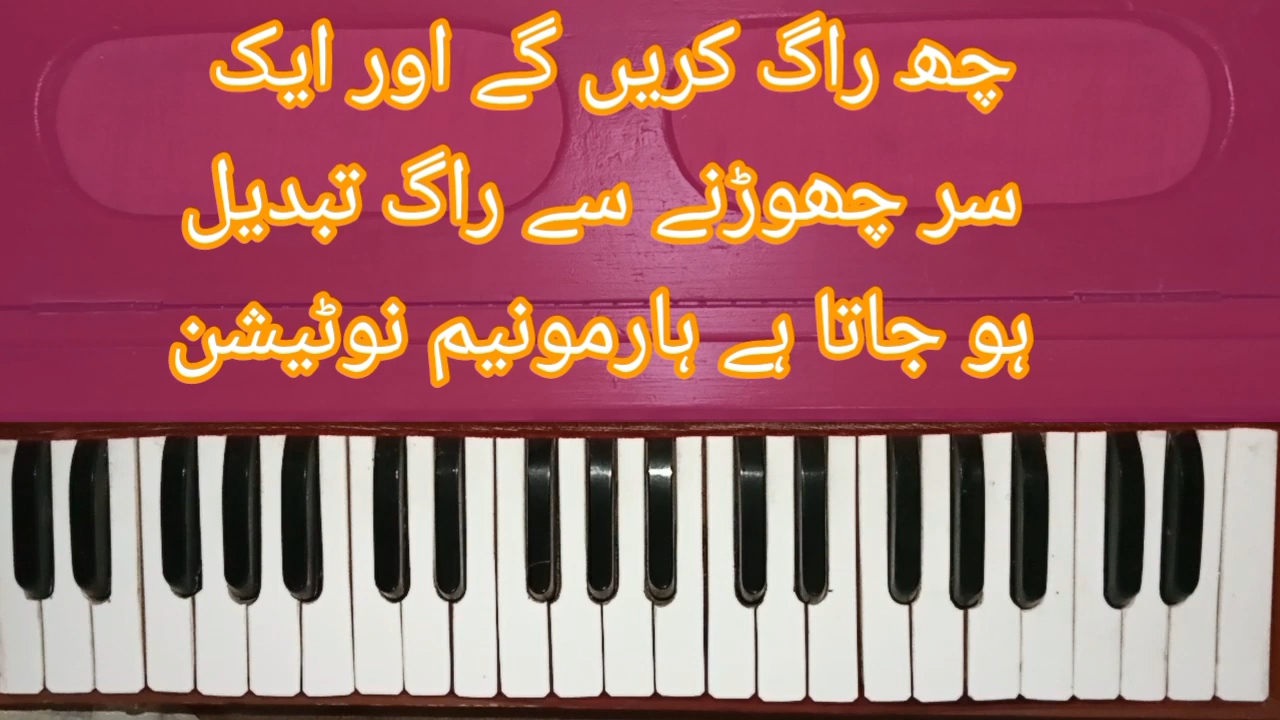 چھ راگ کریں گے اور ایک
سر چھوڑنے سے راگ تبدیل
ہو جاتا ہے ہارمونیم نوٹیشن